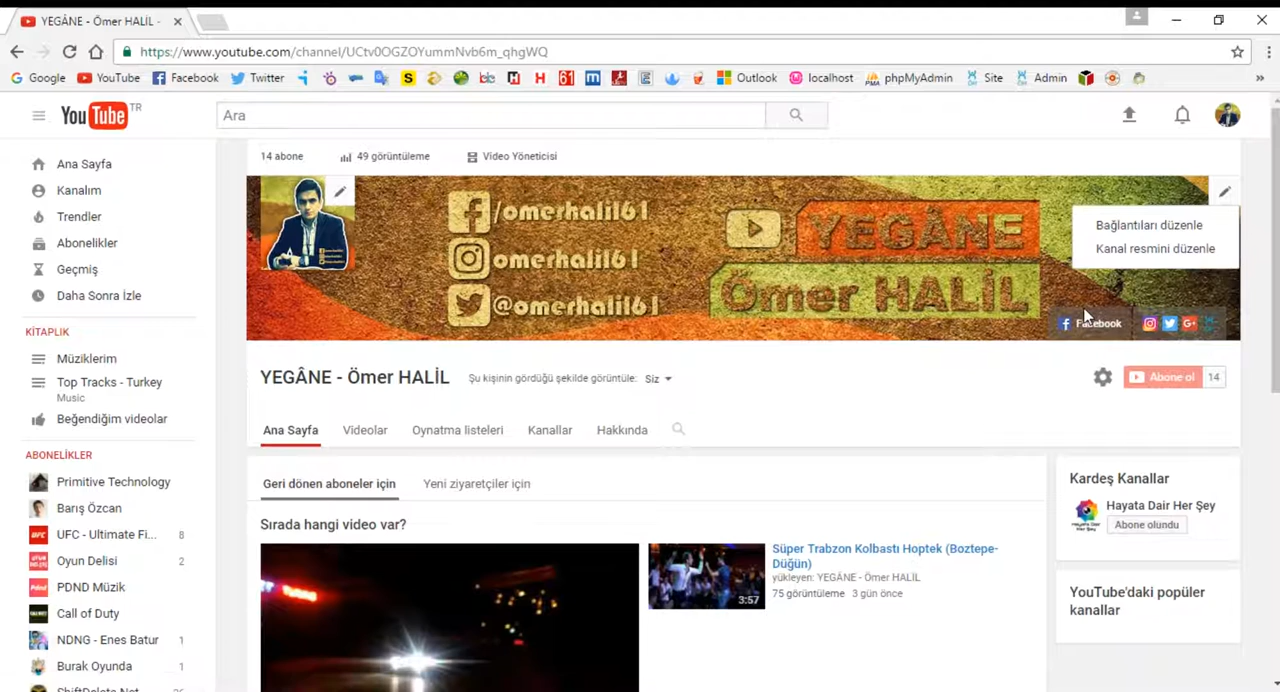 YEGÂNE - Ömer HALİL -
https://www.youtube.com/channel/UCtv0OGZOYummNvb6m_qhgWQ
Google YouTube Facebook Twitter Outlook localhost phpMyAdmin Site Admin »
YouTube TR
Ara
14 abone 49 görüntüleme Video Yöneticisi
Ana Sayfa
Kanalım
Trendler
Abonelikler
Geçmiş
Daha Sonra İzle
KİTAPLIK
Müziklerim
Top Tracks - Turkey
Music
Beğendiğim videolar
ABONELİKLER
Primitive Technology
Barış Özcan
UFC - Ultimate Fi... 8
Oyun Delisi 2
PDND Müzik
Call of Duty
NDNG - Enes Batur 1
Burak Oyunda 1
ShiftDelete.Net
/omerhalil61
omerhalil61
@omerhalil61
YEGÂNE
Ömer HALİL
Bağlantıları düzenle
Kanal resmini düzenle
Facebook
YEGÂNE - Ömer HALİL
Şu kişinin gördüğü şekilde görüntüle: Siz
Abone ol 14
Ana Sayfa Videolar Oynatma listeleri Kanallar Hakkında
Geri dönen aboneler için Yeni ziyaretçiler için
Sırada hangi video var?
3:57
Süper Trabzon Kolbastı Hoptek (Boztepe-
Düğün)
yükleyen: YEGÂNE - Ömer HALİL
75 görüntüleme 3 gün önce
Kardeş Kanallar
Hayata Dair Her Şey
Abone olundu
YouTube'daki popüler
kanallar